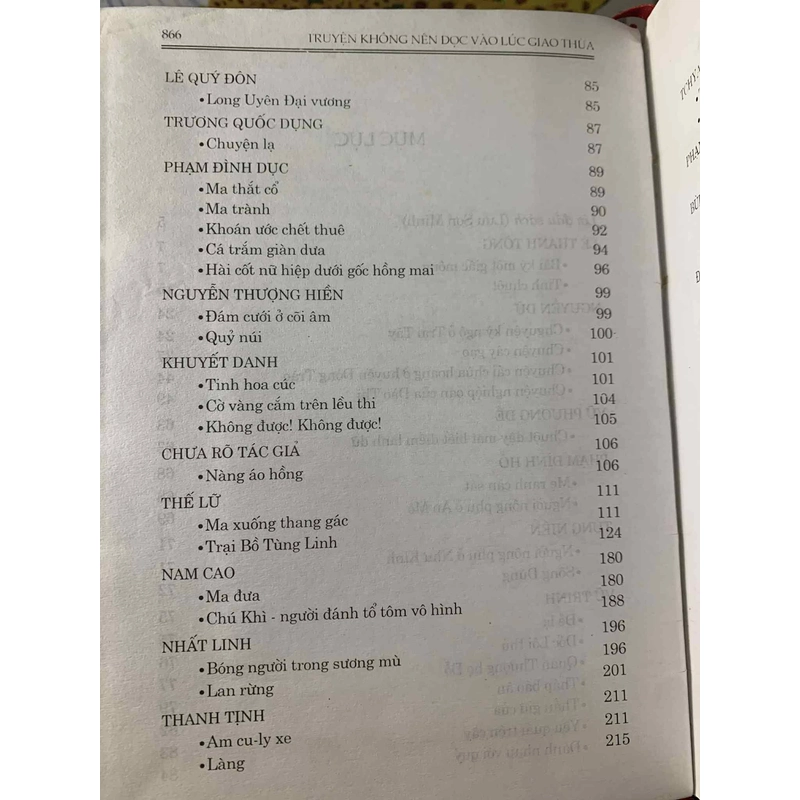 866 TRUYỆN KHÔNG NÊN ĐỌC VÀO LÚC GIAO THỪA
LÊ QUÝ ĐÔN 85
•Long Uyên Đại vương 85
TRƯƠNG QUỐC DỤNG 87
•Chuyện lạ 87
PHẠM ĐÌNH DỤC 89
•Ma thắt cổ 89
•Ma trành 90
•Khoán ước chết thuê 92
•Cá trắm giàn dưa 94
•Hài cốt nữ hiệp dưới gốc hồng mai 96
NGUYỄN THƯỢNG HIỀN 99
•Đám cưới ở cõi âm 99
•Quỷ núi 100
KHUYẾT DANH 101
•Tinh hoa cúc 101
•Cờ vàng cắm trên lều thi 104
•Không được! Không được! 105
CHƯA RÕ TÁC GIẢ 106
•Nàng áo hồng 106
THẾ LỮ 111
•Ma xuống thang gác 111
•Trại Bồ Tùng Linh 124
NAM CAO 180
•Ma đưa 180
•Chú Khì - người đánh tổ tôm vô hình 188
NHẤT LINH 196
•Bóng người trong sương mù 196
•Lan rừng 201
THANH TỊNH 211
•Am cu-ly xe 211
•Làng 215